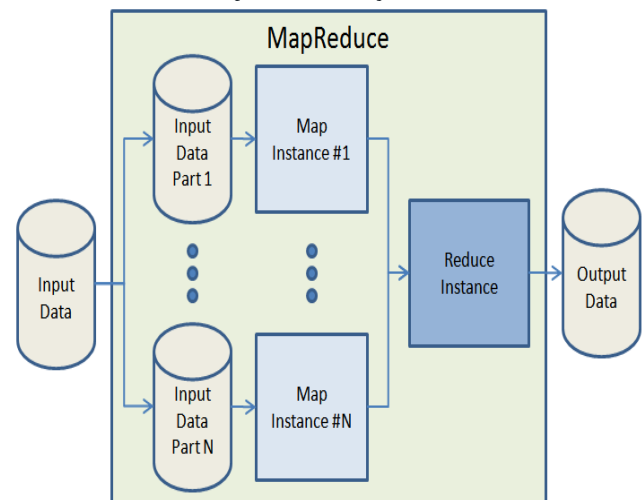 MapReduce
Input
Data
Part 1
Map
Instance #1
Input
Data
Reduce
Instance
Output
Data
Input
Data
Part N
Map
Instance #N